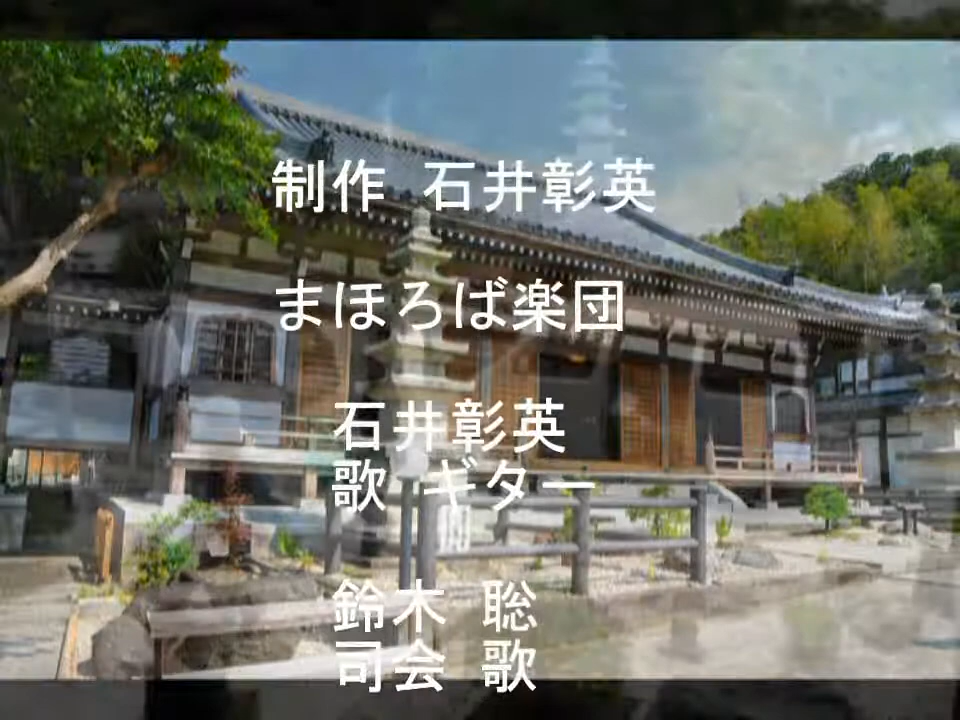 制作 石井彰英
まほろば楽団
石井彰英
歌 ギター
鈴木 聡
司会 歌